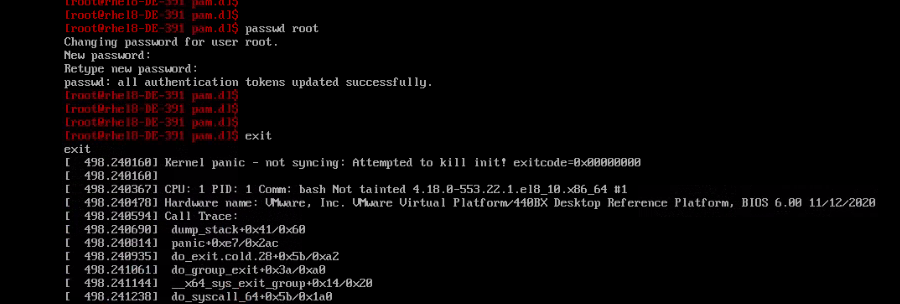 [root@rhel8-DE-391 pam.d]$
[root@rhel8-DE-391 pam.d]$
[root@rhel8-DE-391 pam.d]$ passwd root
Changing password for user root.
New password:
Retype new password:
passwd: all authentication tokens updated successfully.
[root@rhel8-DE-391 pam.d]$
[root@rhel8-DE-391 pam.d]$
[root@rhel8-DE-391 pam.d]$
[root@rhel8-DE-391 pam.d]$ exit
exit
[  498.240160] Kernel panic - not syncing: Attempted to kill init! exitcode=0x00000000
[  498.240160]
[  498.240367] CPU: 1 PID: 1 Comm: bash Not tainted 4.18.0-553.22.1.el8_10.x86_64 #1
[  498.240478] Hardware name: VMware, Inc. VMware Virtual Platform/440BX Desktop Reference Platform, BIOS 6.00 11/12/2020
[  498.240594] Call Trace:
[  498.240690]  dump_stack+0x41/0x60
[  498.240814]  panic+0xe7/0x2ac
[  498.240935]  do_exit.cold.28+0x5b/0xa2
[  498.241061]  do_group_exit+0x3a/0xa0
[  498.241144]  __x64_sys_exit_group+0x14/0x20
[  498.241238]  do_syscall_64+0x5b/0x1a0